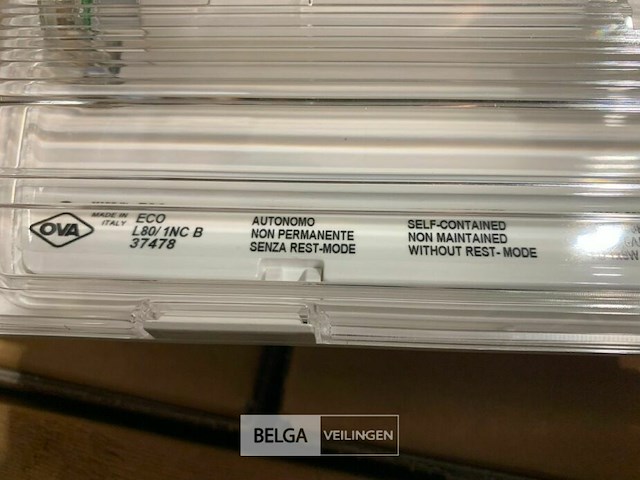 OVA
MADE IN
ITALY
ECO
L80/1NC B
37478
AUTONOMO
NON PERMANENTE
SENZA REST-MODE
SELF-CONTAINED
NON MAINTAINED
WITHOUT REST-MODE
BELGA VEILINGEN